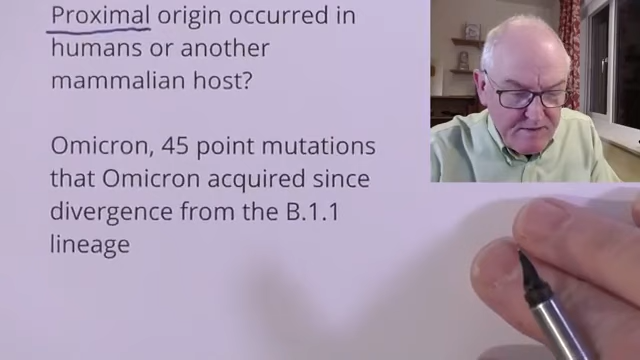 Proximal origin occurred in
humans or another
mammalian host?
Omicron, 45 point mutations
that Omicron acquired since
divergence from the B.1.1
lineage